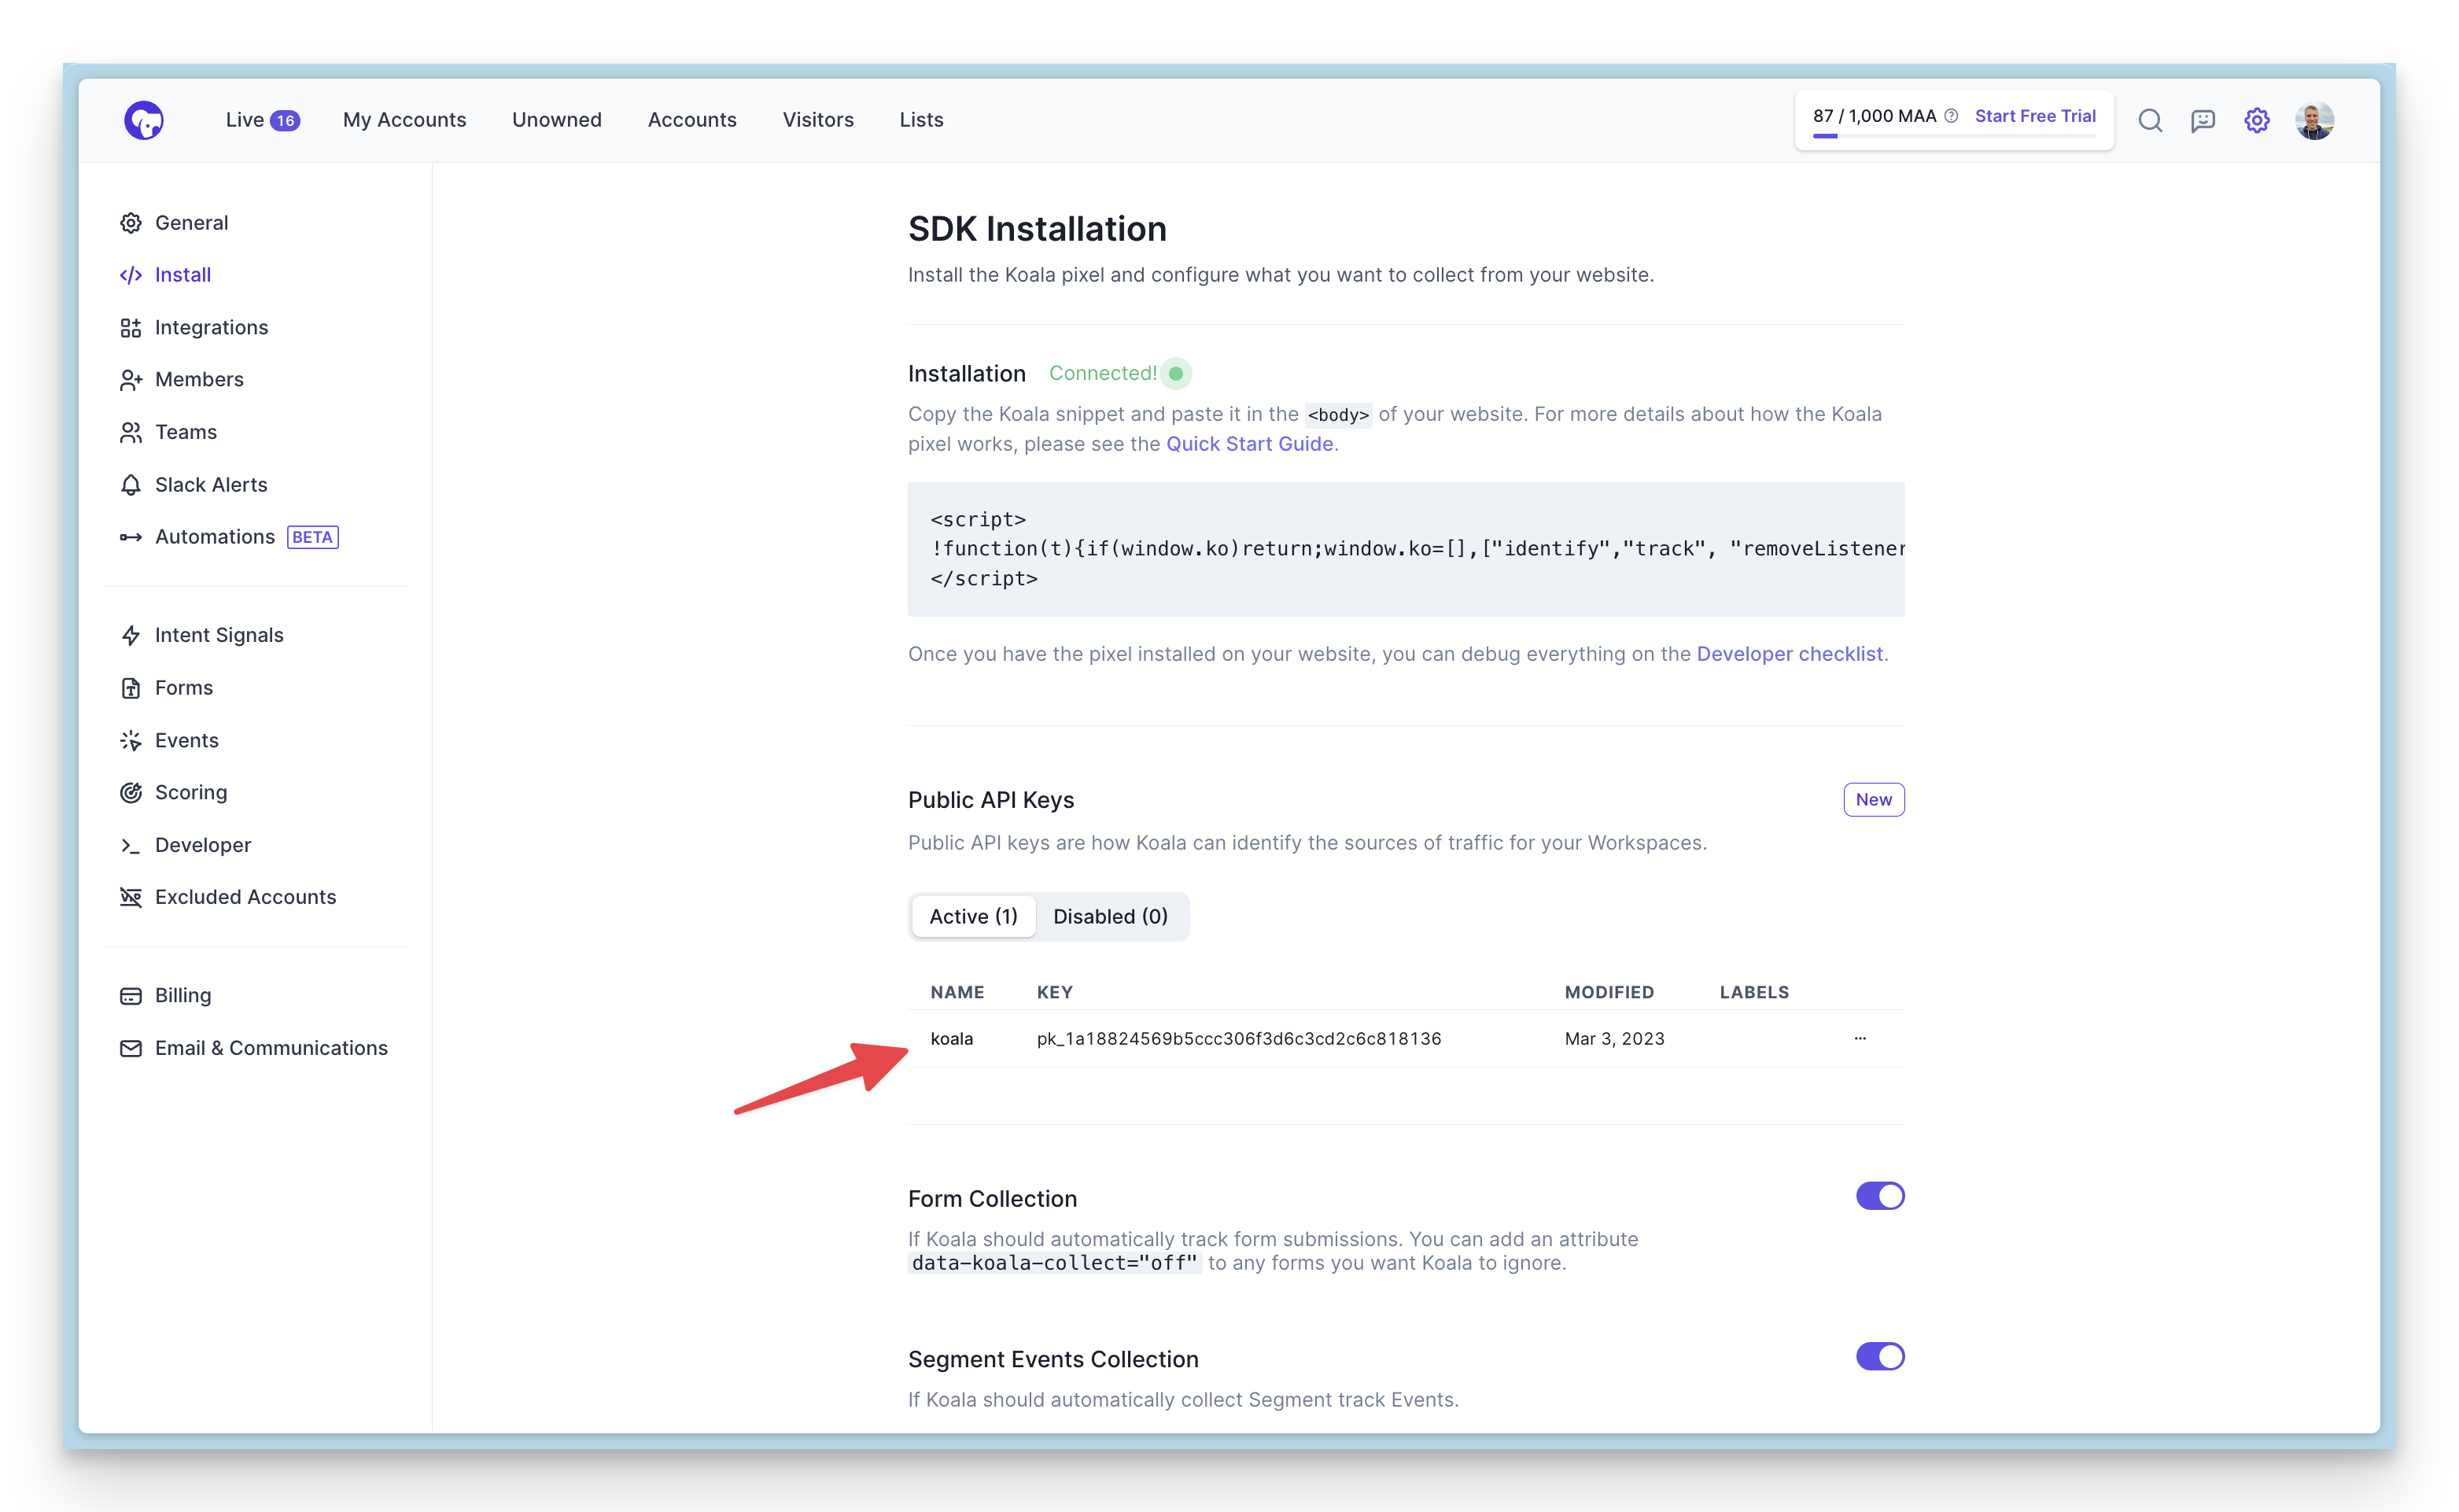 Live 16 My Accounts Unowned Accounts Visitors Lists 87 / 1,000 MAA ? Start Free Trial
General
Install
Integrations
Members
Teams
Slack Alerts
Automations BETA
Intent Signals
Forms
Events
Scoring
Developer
Excluded Accounts
Billing
Email & Communications
SDK Installation
Install the Koala pixel and configure what you want to collect from your website.
Installation Connected!
Copy the Koala snippet and paste it in the <body> of your website. For more details about how the Koala
pixel works, please see the Quick Start Guide.
<script>
!function(t){if(window.ko)return;window.ko=[],["identify","track", "removeListener
</script>
Once you have the pixel installed on your website, you can debug everything on the Developer checklist.
Public API Keys New
Public API keys are how Koala can identify the sources of traffic for your Workspaces.
Active (1) Disabled (0)
NAME KEY MODIFIED LABELS
koala pk_1a18824569b5ccc306f3d6c3cd2c6c818136 Mar 3, 2023 ...
Form Collection
If Koala should automatically track form submissions. You can add an attribute
data-koala-collect="off" to any forms you want Koala to ignore.
Segment Events Collection
If Koala should automatically collect Segment track Events.